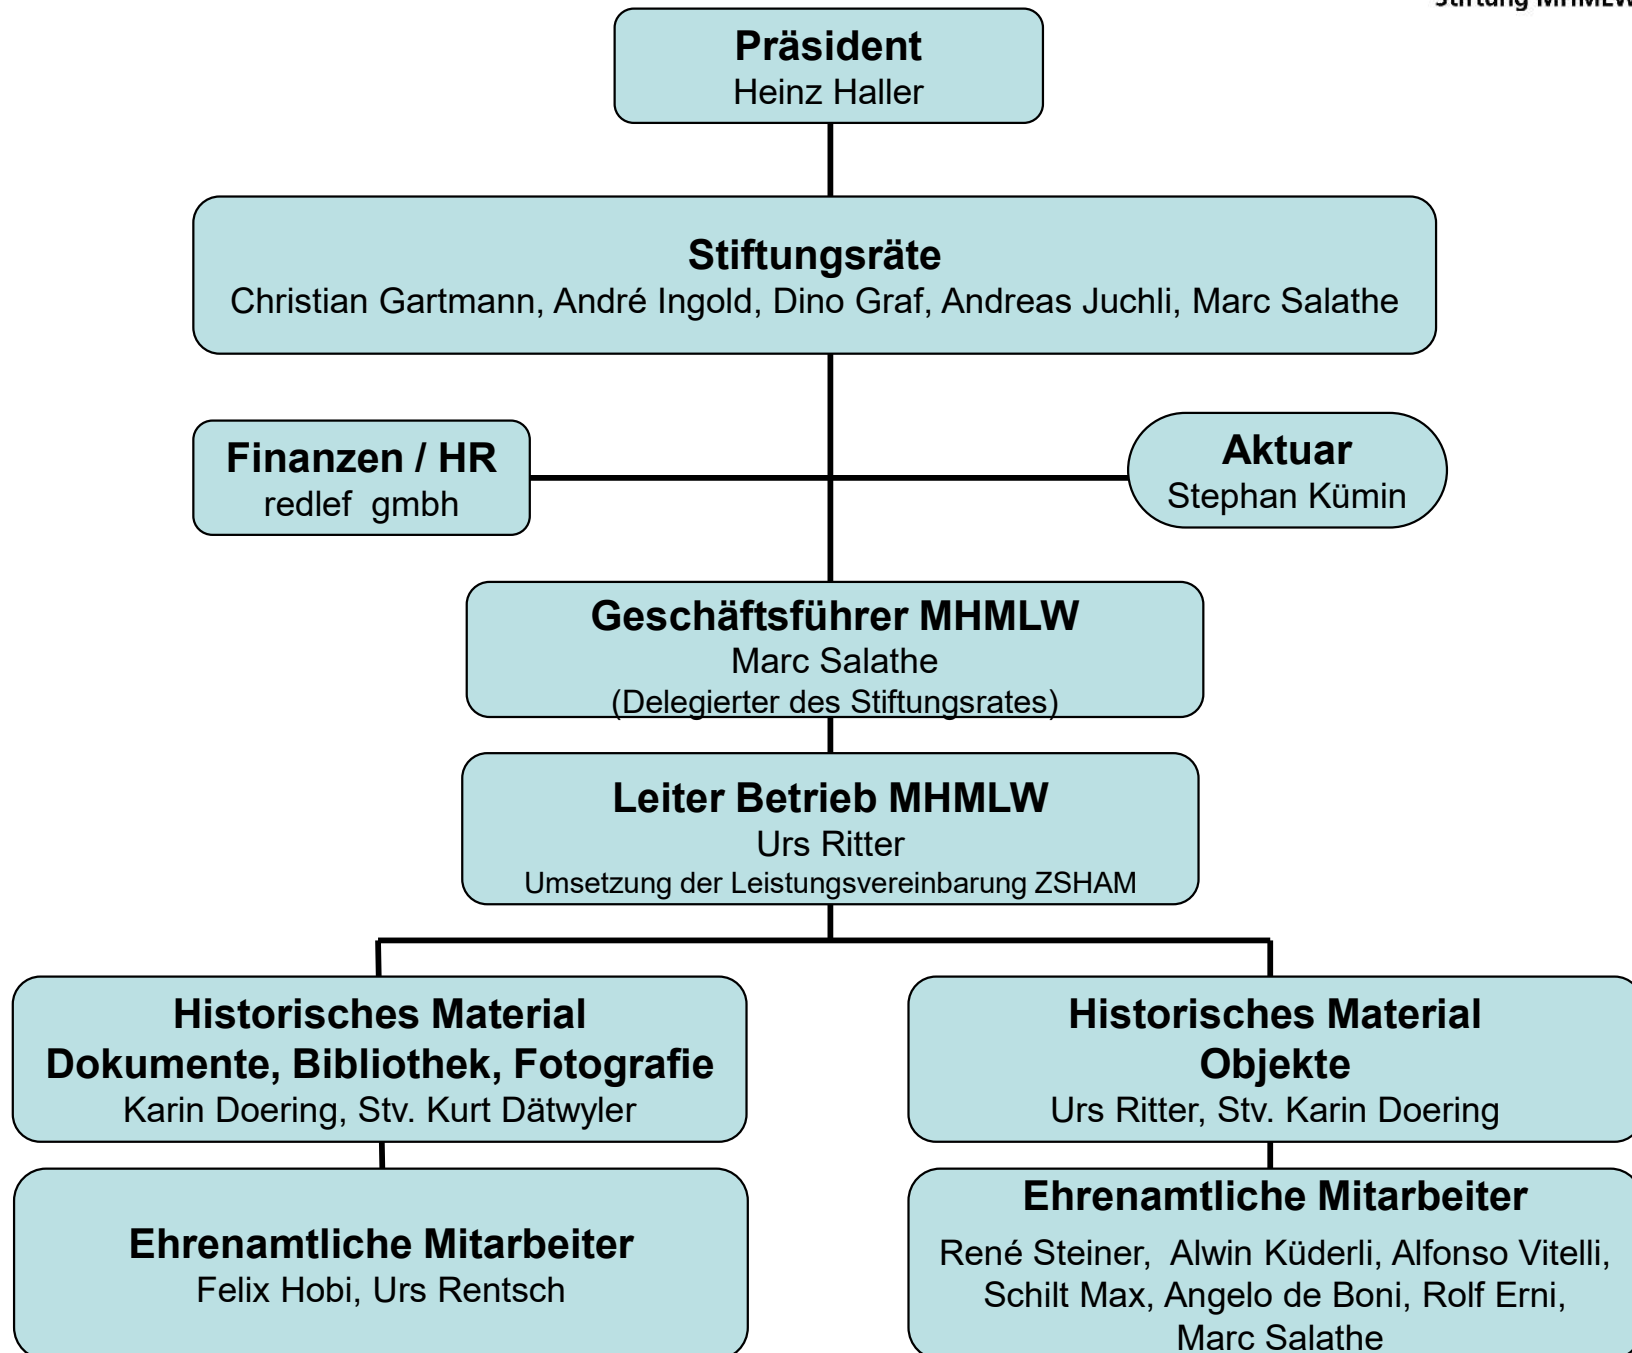 Stiftung MHMLW
Präsident
Heinz Haller
Stiftungsräte
Christian Gartmann, André Ingold, Dino Graf, Andreas Juchli, Marc Salathe
Finanzen / HR
redlef gmbh
Aktuar
Stephan Kümin
Geschäftsführer MHMLW
Marc Salathe
(Delegierter des Stiftungsrates)
Leiter Betrieb MHMLW
Urs Ritter
Umsetzung der Leistungsvereinbarung ZSHAM
Historisches Material
Dokumente, Bibliothek, Fotografie
Karin Doering, Stv. Kurt Dätwyler
Historisches Material
Objekte
Urs Ritter, Stv. Karin Doering
Ehrenamtliche Mitarbeiter
Felix Hobi, Urs Rentsch
Ehrenamtliche Mitarbeiter
René Steiner, Alwin Küderli, Alfonso Vitelli,
Schilt Max, Angelo de Boni, Rolf Erni,
Marc Salathe